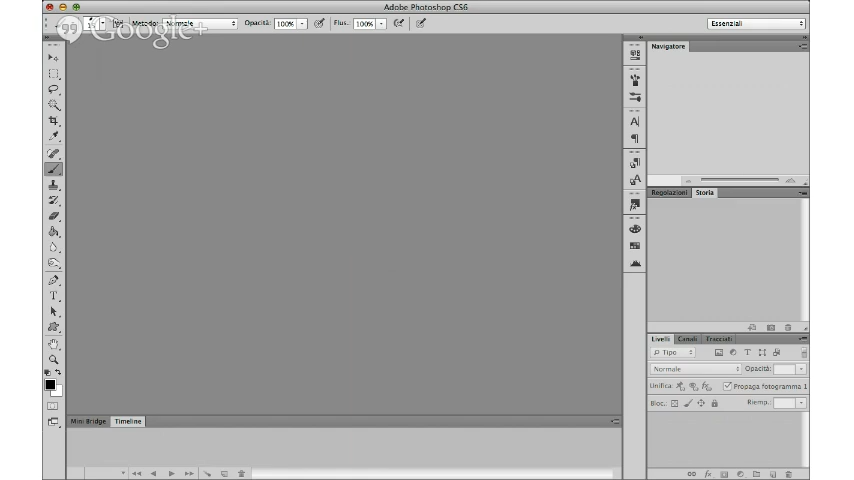 Adobe Photoshop CS6
Metodo: Normale Opacità: 100% Flus.: 100% Essenziali
Google+
Navigatore
Regolazioni Storia
Livelli Canali Tracciati
Tipo
Normale Opacità:
Unifica: Propaga fotogramma 1
Bloc.: Riemp.:
Mini Bridge Timeline